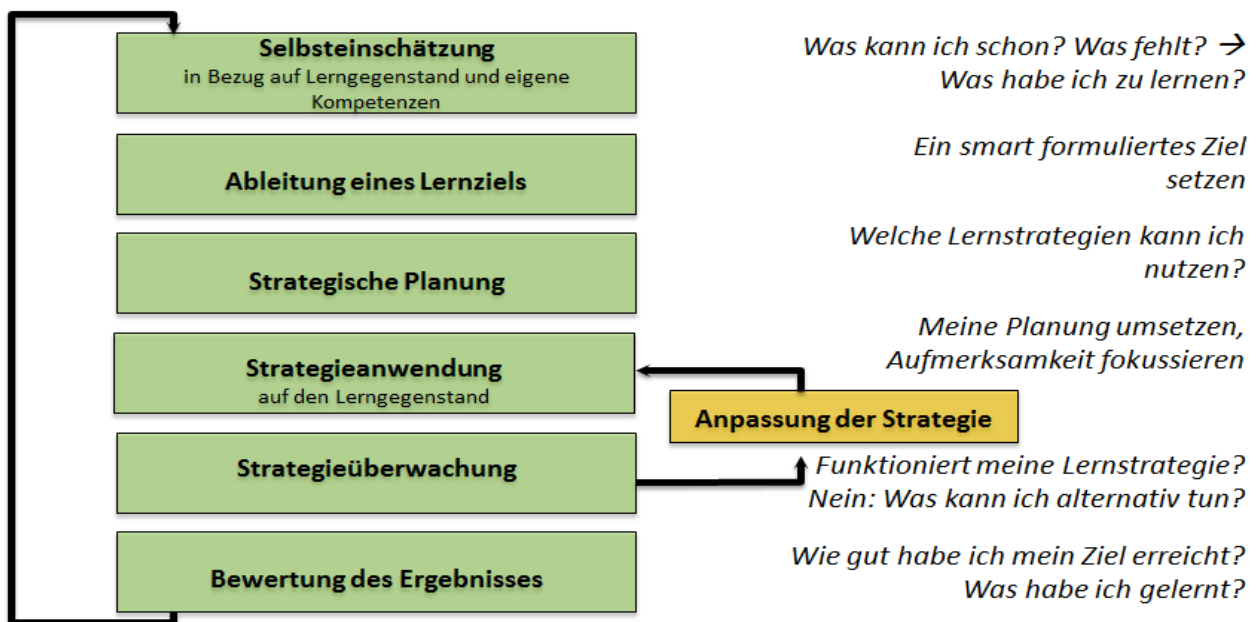 Selbsteinschätzung
in Bezug auf Lerngegenstand und eigene
Kompetenzen
Was kann ich schon? Was fehlt? →
Was habe ich zu lernen?
Ableitung eines Lernziels
Ein smart formuliertes Ziel
setzen
Strategische Planung
Welche Lernstrategien kann ich
nutzen?
Strategieanwendung
auf den Lerngegenstand
Meine Planung umsetzen,
Aufmerksamkeit fokussieren
Anpassung der Strategie
Strategieüberwachung
Funktioniert meine Lernstrategie?
Nein: Was kann ich alternativ tun?
Bewertung des Ergebnisses
Wie gut habe ich mein Ziel erreicht?
Was habe ich gelernt?